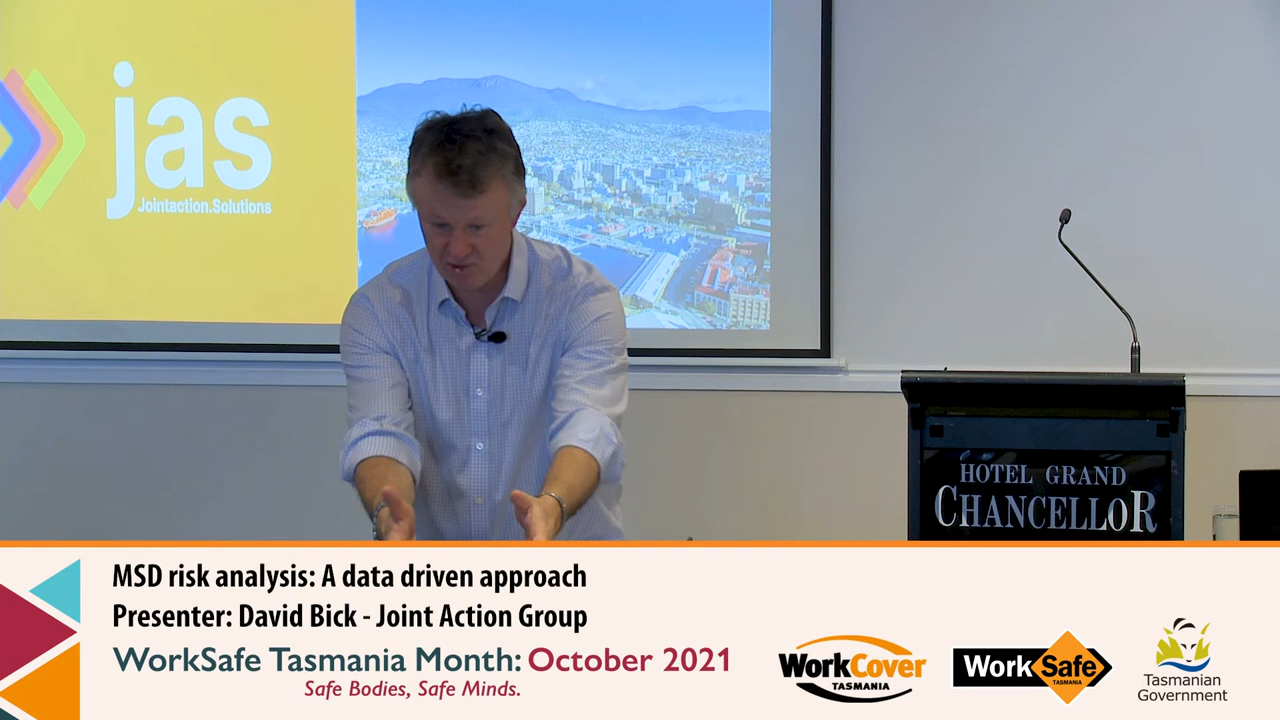 jas
Jointaction.Solutions
HOTEL GRAND
CHANCELLOR
MSD risk analysis: A data driven approach
Presenter: David Bick - Joint Action Group
WorkSafe Tasmania Month: October 2021
Safe Bodies, Safe Minds.
WorkCover
TASMANIA
WorkSafe
TASMANIA
Tasmanian
Government